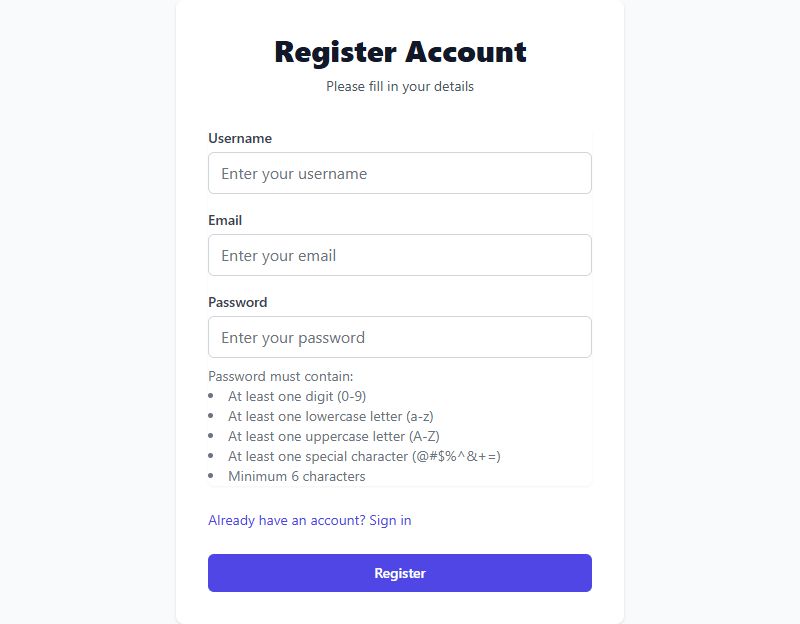 Register Account
Please fill in your details
Username
Enter your username
Email
Enter your email
Password
Enter your password
Password must contain:
• At least one digit (0-9)
• At least one lowercase letter (a-z)
• At least one uppercase letter (A-Z)
• At least one special character (@#$%^&+=)
• Minimum 6 characters
Already have an account? Sign in
Register